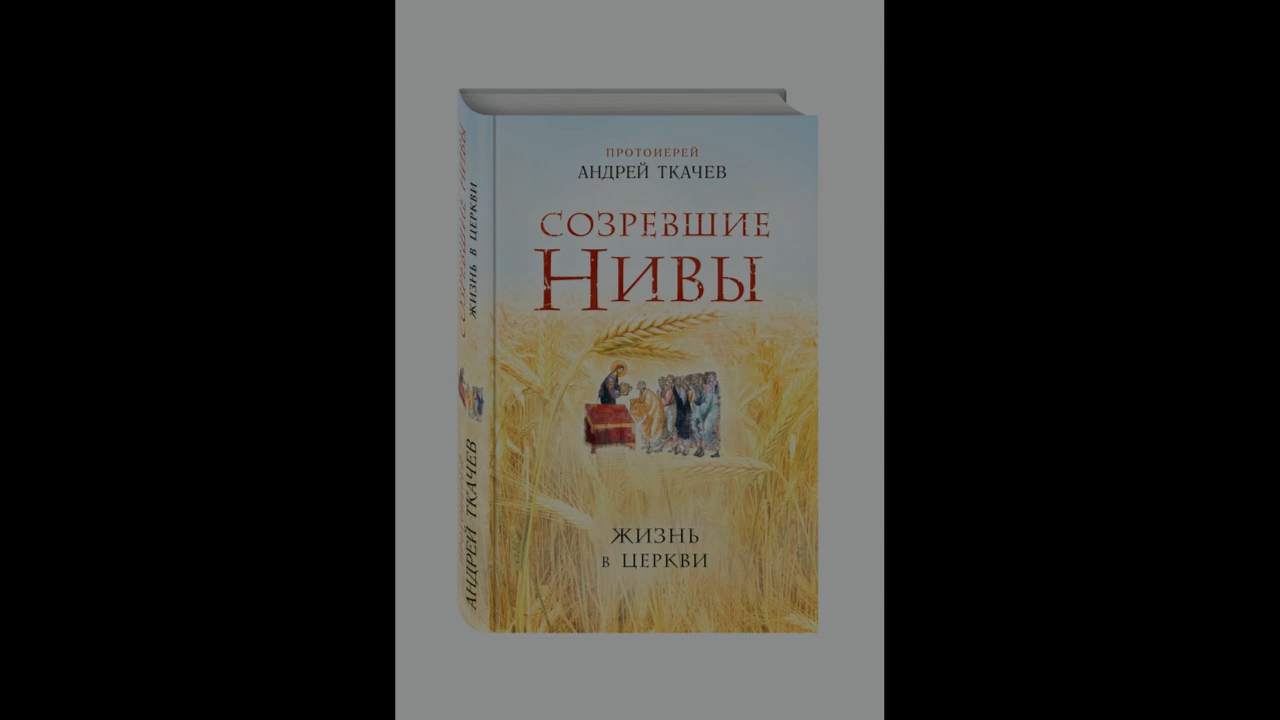 ПРОТОИЕРЕЙ
АНДРЕЙ ТКАЧЕВ
СОЗРЕВШИЕ
НИВЫ
ЖИЗНЬ
В ЦЕРКВИ
СОЗРЕВШИЕ НИВЫ
ЖИЗНЬ В ЦЕРКВИ
АНДРЕЙ ТКАЧЕВ